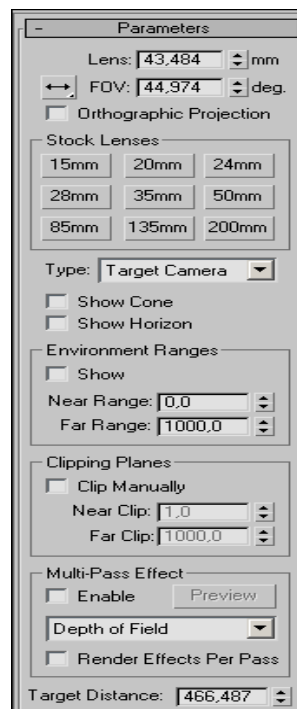 - Parameters
Lens: 43,484 mm
FOV: 44,974 deg.
Orthographic Projection
Stock Lenses
15mm 20mm 24mm
28mm 35mm 50mm
85mm 135mm 200mm
Type: Target Camera
Show Cone
Show Horizon
Environment Ranges
Show
Near Range: 0,0
Far Range: 1000,0
Clipping Planes
Clip Manually
Near Clip: 1,0
Far Clip: 1000,0
Multi-Pass Effect
Enable Preview
Depth of Field
Render Effects Per Pass
Target Distance: 466,487